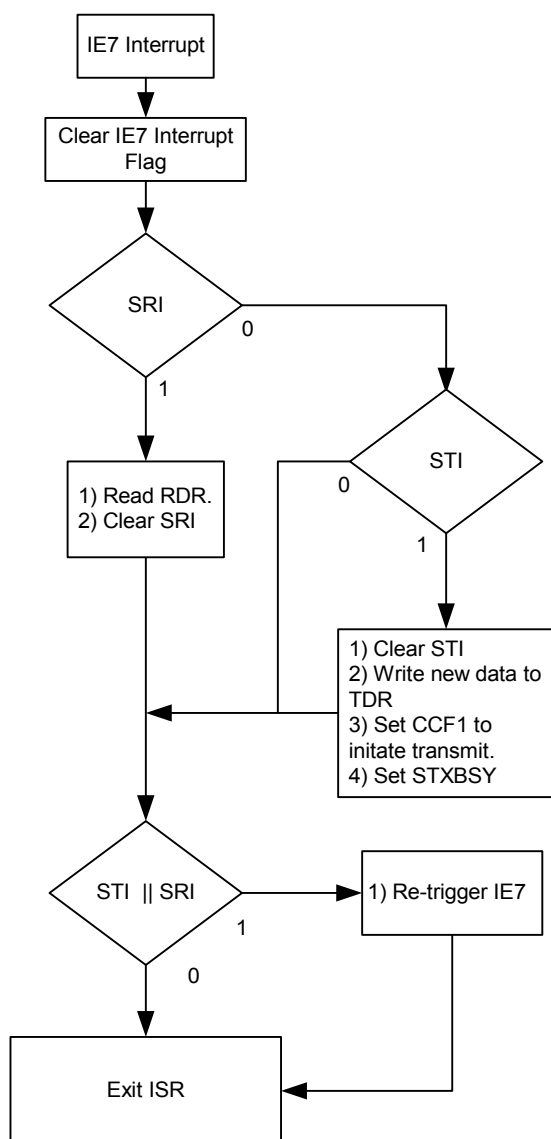 IE7 Interrupt
Clear IE7 Interrupt
Flag
SRI
0
1
STI
0
1
1) Read RDR.
2) Clear SRI
1) Clear STI
2) Write new data to
TDR
3) Set CCF1 to
initate transmit.
4) Set STXBSY
STI || SRI
1
0
1) Re-trigger IE7
Exit ISR